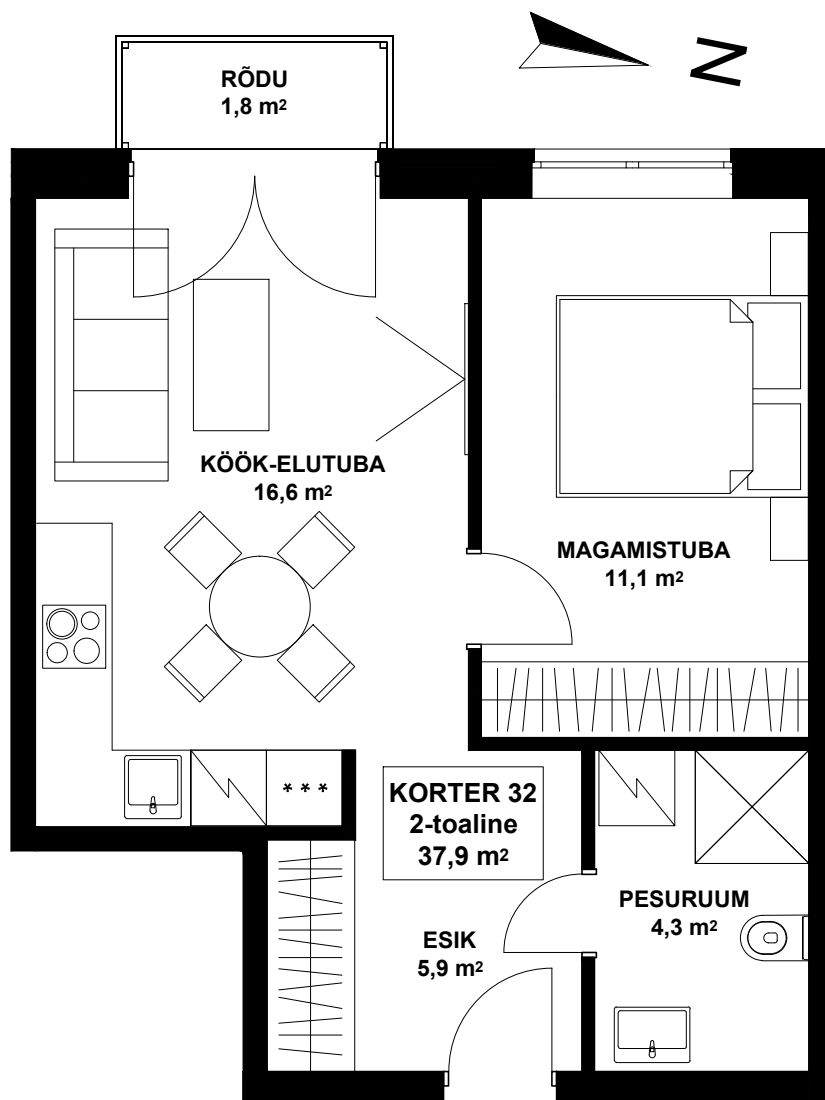 N
RÕDU
1,8 m²
KÖÖK-ELUTUBA
16,6 m²
MAGAMISTUBA
11,1 m²
***
KORTER 32
2-toaline
37,9 m²
PESURUUM
4,3 m²
ESIK
5,9 m²